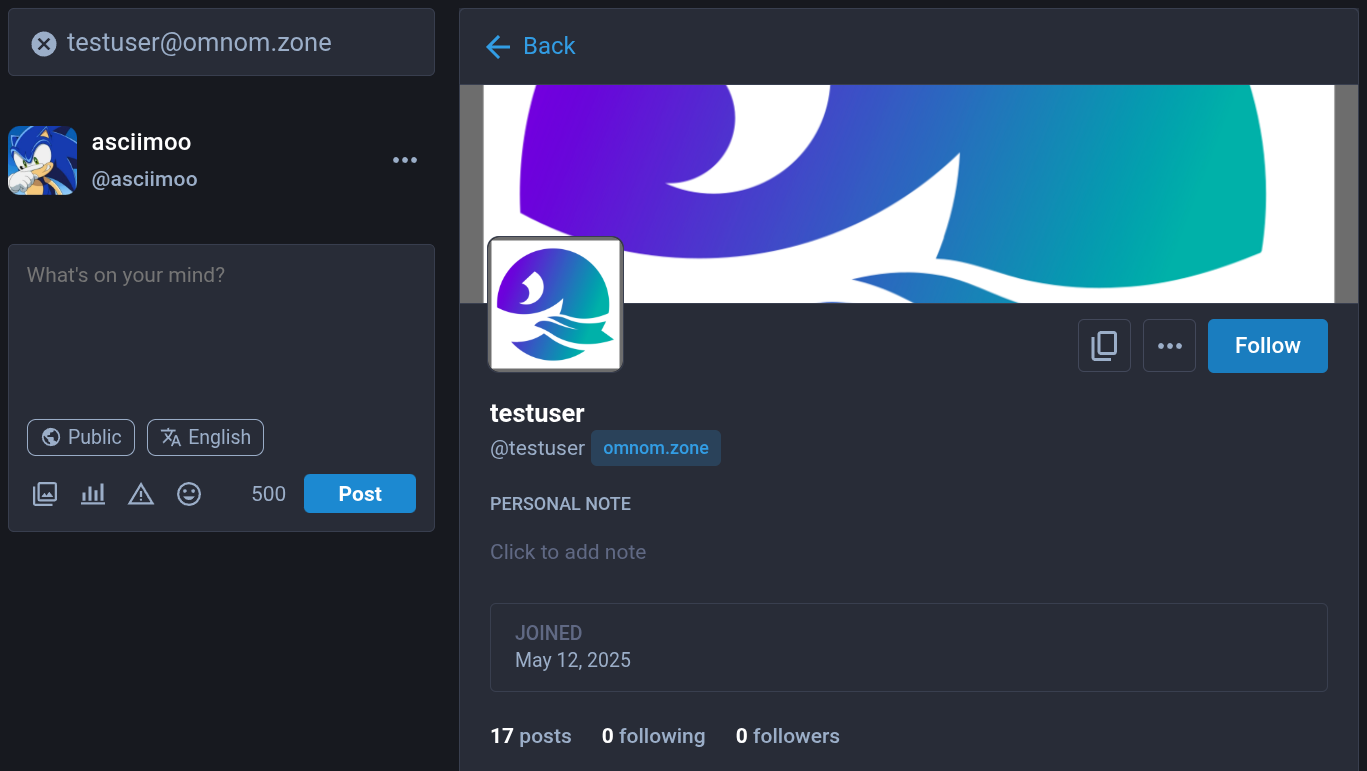 testuser@omnom.zone
asciimoo
@asciimoo
What's on your mind?
Public English
500 Post
Back
Follow
testuser
@testuser omnom.zone
PERSONAL NOTE
Click to add note
JOINED
May 12, 2025
17 posts 0 following 0 followers